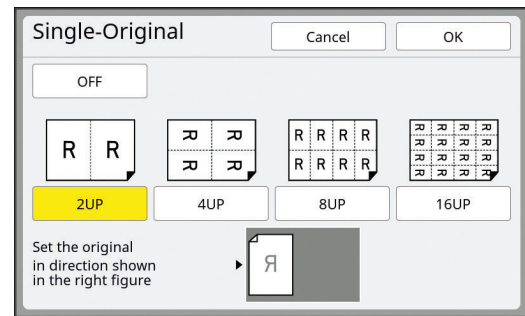 Single-Original
Cancel
OK
OFF
R R
R R
R R
R R R R
R R R R
R R R R
R R R R
R R R R
R R R R
2UP
4UP
8UP
16UP
Set the original
in direction shown
in the right figure
R